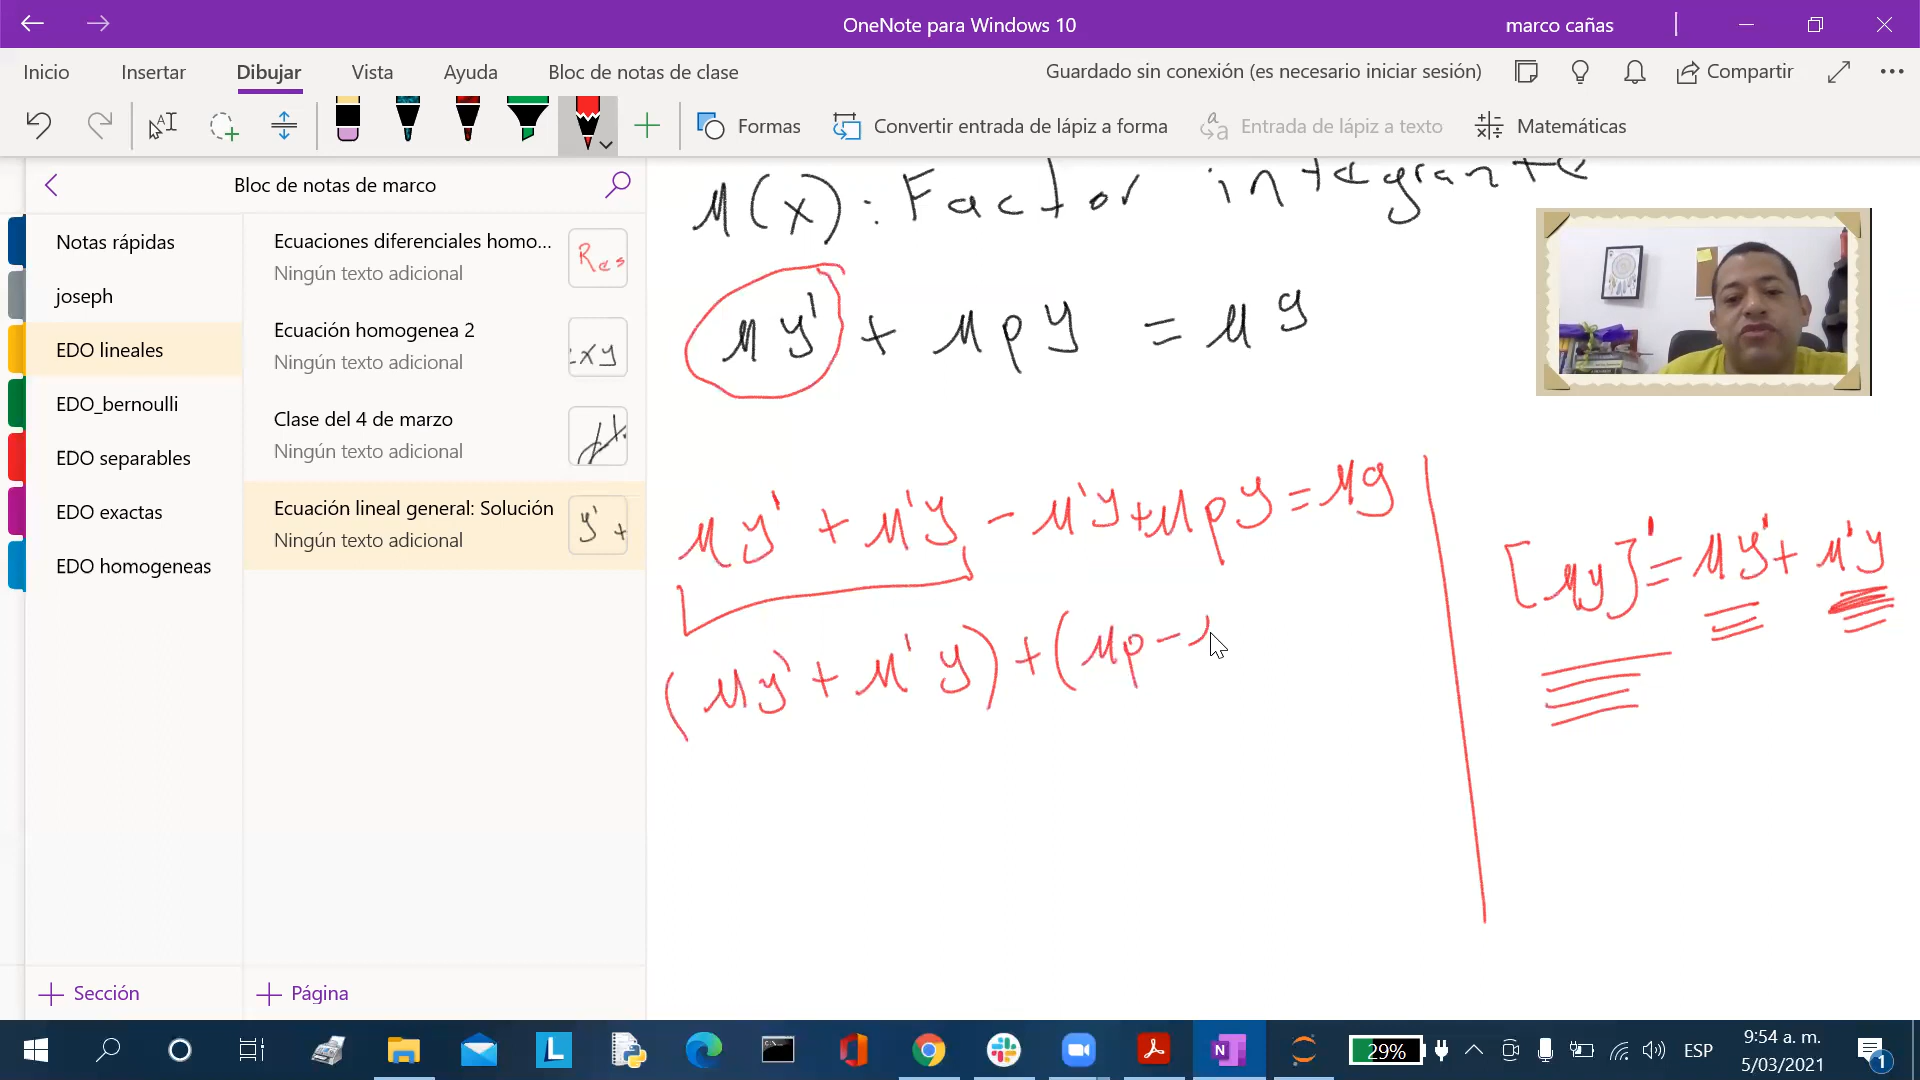 OneNote para Windows 10
marco cañas
Inicio Insertar Dibujar Vista Ayuda Bloc de notas de clase
Guardado sin conexión (es necesario iniciar sesión)
Compartir
Formas
Convertir entrada de lápiz a forma
Entrada de lápiz a texto
Matemáticas
Bloc de notas de marco
Notas rápidas
joseph
EDO lineales
EDO_bernoulli
EDO separables
EDO exactas
EDO homogeneas
Ecuaciones diferenciales homo...
Ningún texto adicional
Res
Ecuación homogenea 2
Ningún texto adicional
=xy
Clase del 4 de marzo
Ningún texto adicional
Ecuación lineal general: Solución
Ningún texto adicional
y' +
μ(x): Factor integrante
μy' + μpy = μg
μy' + μ'y - μ'y + μpy = μg
(μy' + μ'y) + (μp -
[μy]' = μy' + μ'y
+ Sección
+ Página
29%
ESP
9:54 a. m.
5/03/2021
1